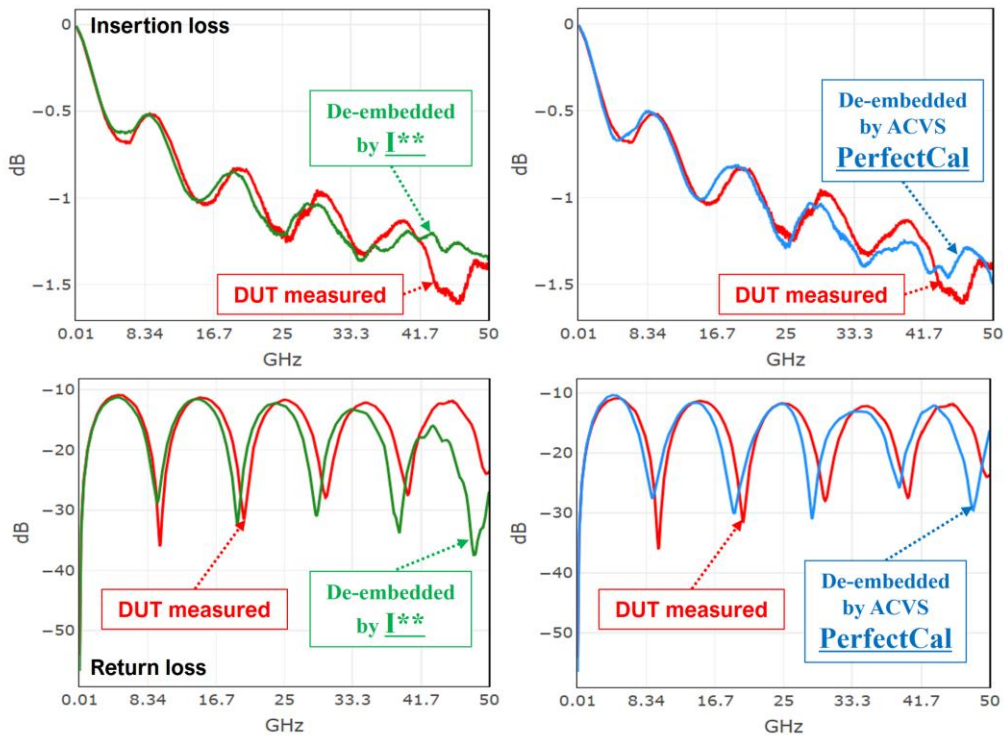 Insertion loss
0
−0.5
−1
−1.5
dB
De-embedded
by I**
DUT measured
0.01 8.34 16.7 25 33.3 41.7 50
GHz
0
−0.5
−1
−1.5
dB
De-embedded
by ACVS
PerfectCal
DUT measured
0.01 8.34 16.7 25 33.3 41.7 50
GHz
−10
−20
−30
−40
−50
dB
DUT measured
De-embedded
by I**
Return loss
0.01 8.34 16.7 25 33.3 41.7 50
GHz
−10
−20
−30
−40
−50
dB
DUT measured
De-embedded
by ACVS
PerfectCal
0.01 8.34 16.7 25 33.3 41.7 50
GHz